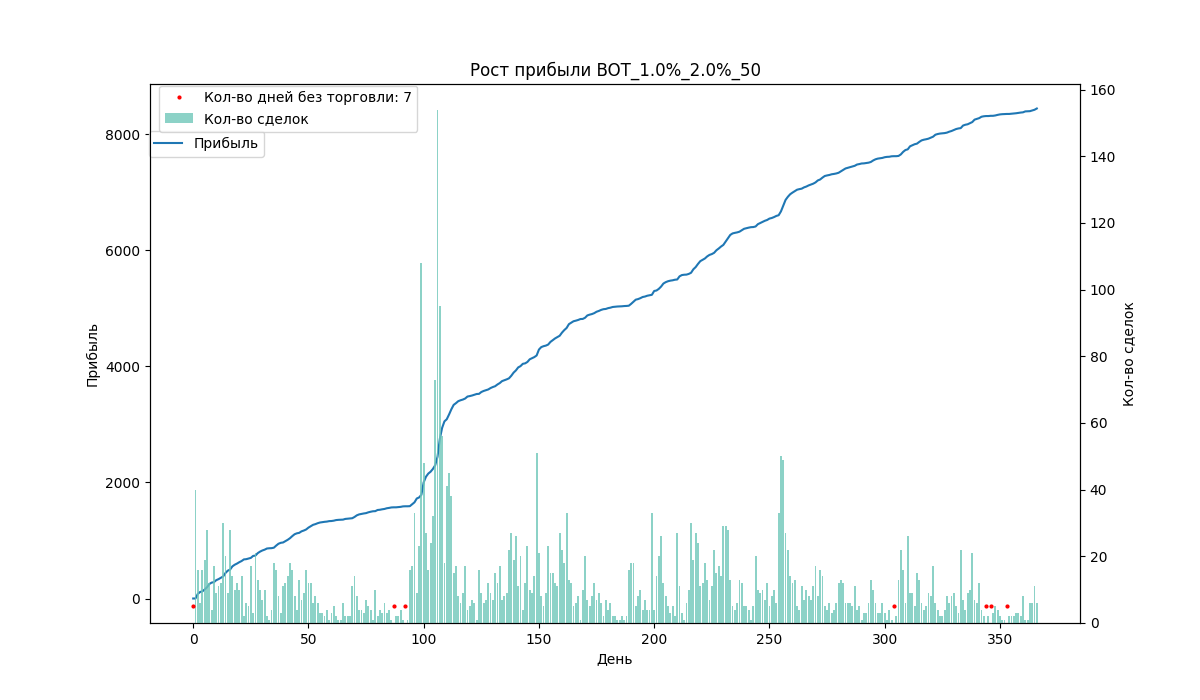 Рост прибыли BOT_1.0%_2.0%_50
Кол-во дней без торговли: 7
Кол-во сделок
Прибыль
8000
6000
4000
2000
0
Прибыль
160
140
120
100
80
60
40
20
0
Кол-во сделок
0 50 100 150 200 250 300 350
День